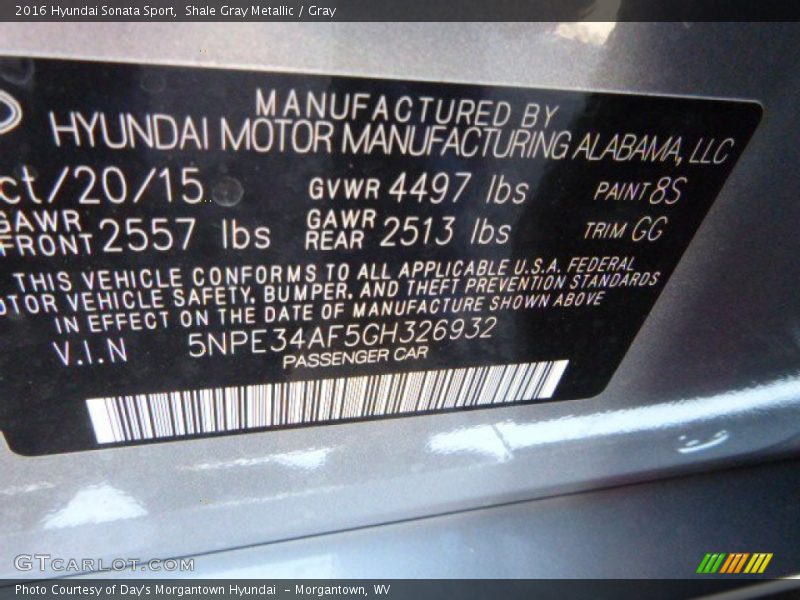 2016 Hyundai Sonata Sport, Shale Gray Metallic / Gray
MANUFACTURED BY
HYUNDAI MOTOR MANUFACTURING ALABAMA, LLC
ct/20/15 GVWR 4497 lbs PAINT 8S
GAWR FRONT 2557 lbs GAWR REAR 2513 lbs TRIM GG
THIS VEHICLE CONFORMS TO ALL APPLICABLE U.S.A. FEDERAL
OTOR VEHICLE SAFETY, BUMPER, AND THEFT PREVENTION STANDARDS
IN EFFECT ON THE DATE OF MANUFACTURE SHOWN ABOVE
V.I.N 5NPE34AF5GH326932
PASSENGER CAR
GTCARLOT.COM
Photo Courtesy of Day's Morgantown Hyundai - Morgantown, WV